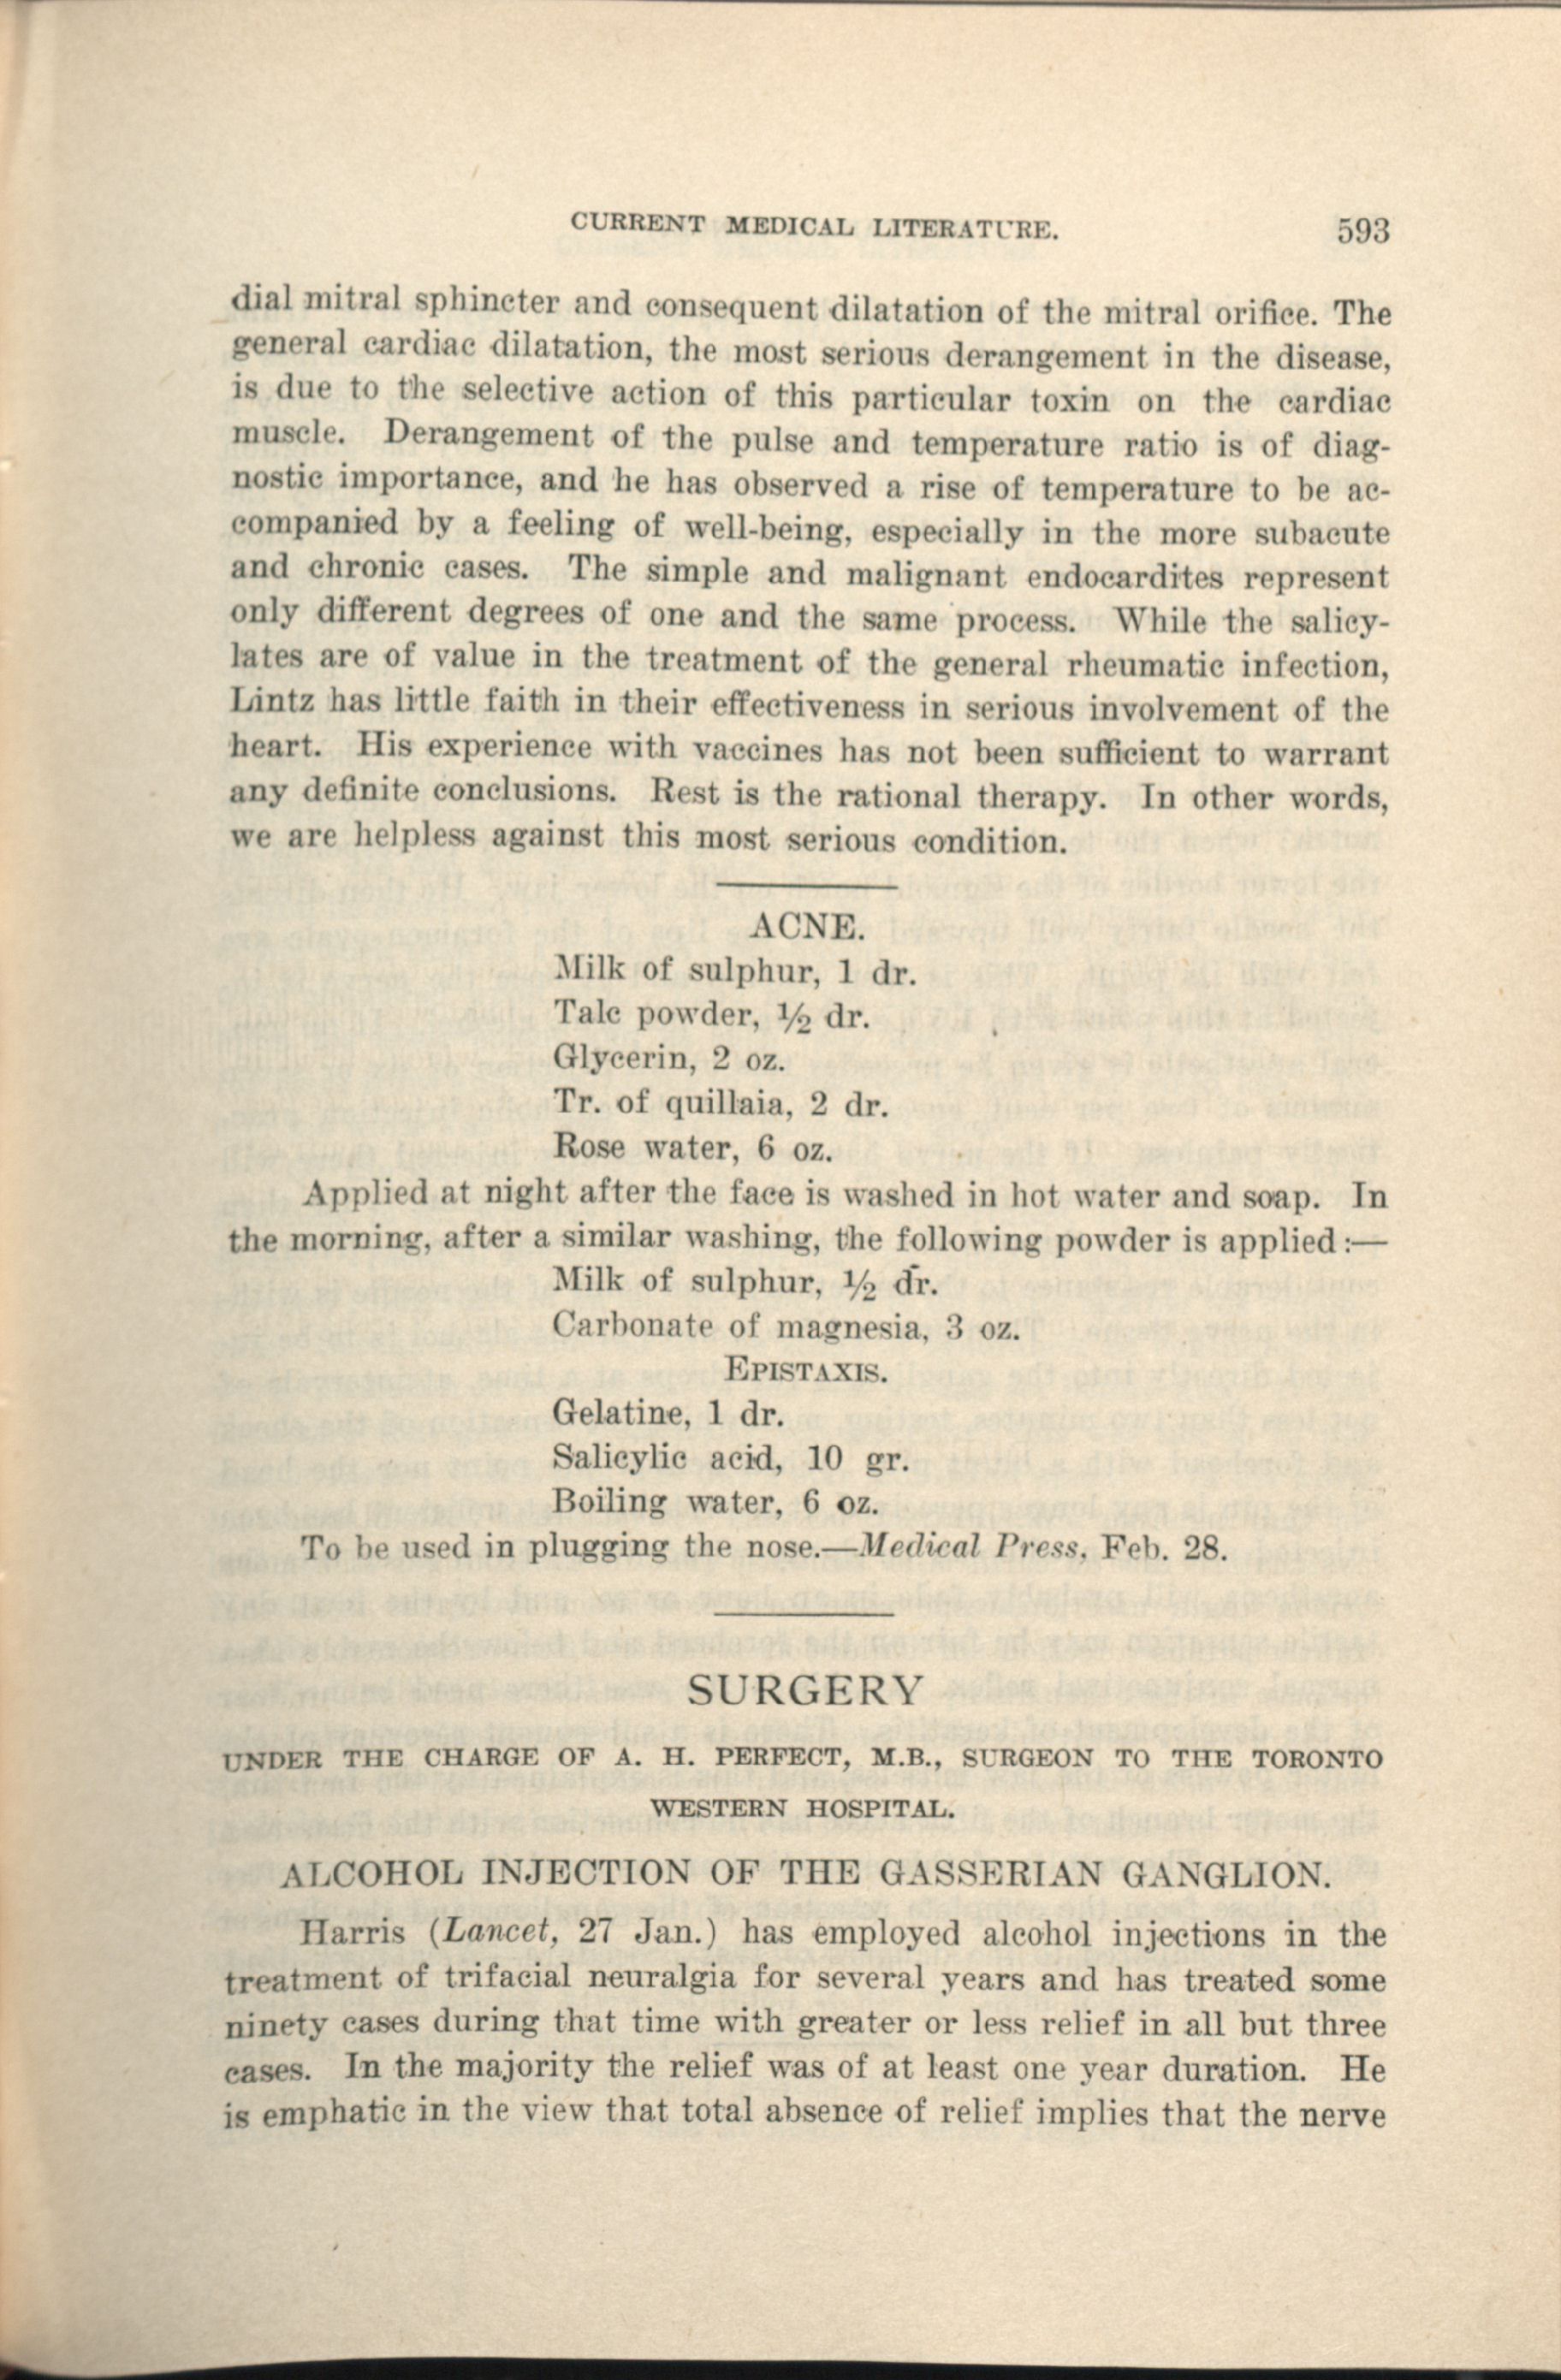 CURRENT MEDICAL LITERATURE. 593
dial mitral sphincter and consequent dilatation of the mitral orifice. The
general cardiac dilatation, the most serious derangement in the disease,
is due to the selective action of this particular toxin on the cardiac
muscle. Derangement of the pulse and temperature ratio is of diag-
nostic importance, and he has observed a rise of temperature to be ac-
companied by a feeling of well-being, especially in the more subacute
and chronic cases. The simple and malignant endocardites represent
only different degrees of one and the same process. While the salicy-
lates are of value in the treatment of the general rheumatic infection,
Lintz has little faith in their effectiveness in serious involvement of the
heart. His experience with vaccines has not been sufficient to warrant
any definite conclusions. Rest is the rational therapy. In other words,
we are helpless against this most serious condition.
ACNE.
Milk of sulphur, 1 dr.
Talc powder, ½ dr.
Glycerin, 2 oz.
Tr. of quillaia, 2 dr.
Rose water, 6 oz.
Applied at night after the face is washed in hot water and soap. In
the morning, after a similar washing, the following powder is applied:—
Milk of sulphur, ½ dr.
Carbonate of magnesia, 3 oz.
EPISTAXIS.
Gelatine, 1 dr.
Salicylic acid, 10 gr.
Boiling water, 6 oz.
To be used in plugging the nose.—Medical Press, Feb. 28.
SURGERY
UNDER THE CHARGE OF A. H. PERFECT, M.B., SURGEON TO THE TORONTO
WESTERN HOSPITAL.
ALCOHOL INJECTION OF THE GASSERIAN GANGLION.
Harris (Lancet, 27 Jan.) has employed alcohol injections in the
treatment of trifacial neuralgia for several years and has treated some
ninety cases during that time with greater or less relief in all but three
cases. In the majority the relief was of at least one year duration. He
is emphatic in the view that total absence of relief implies that the nerve